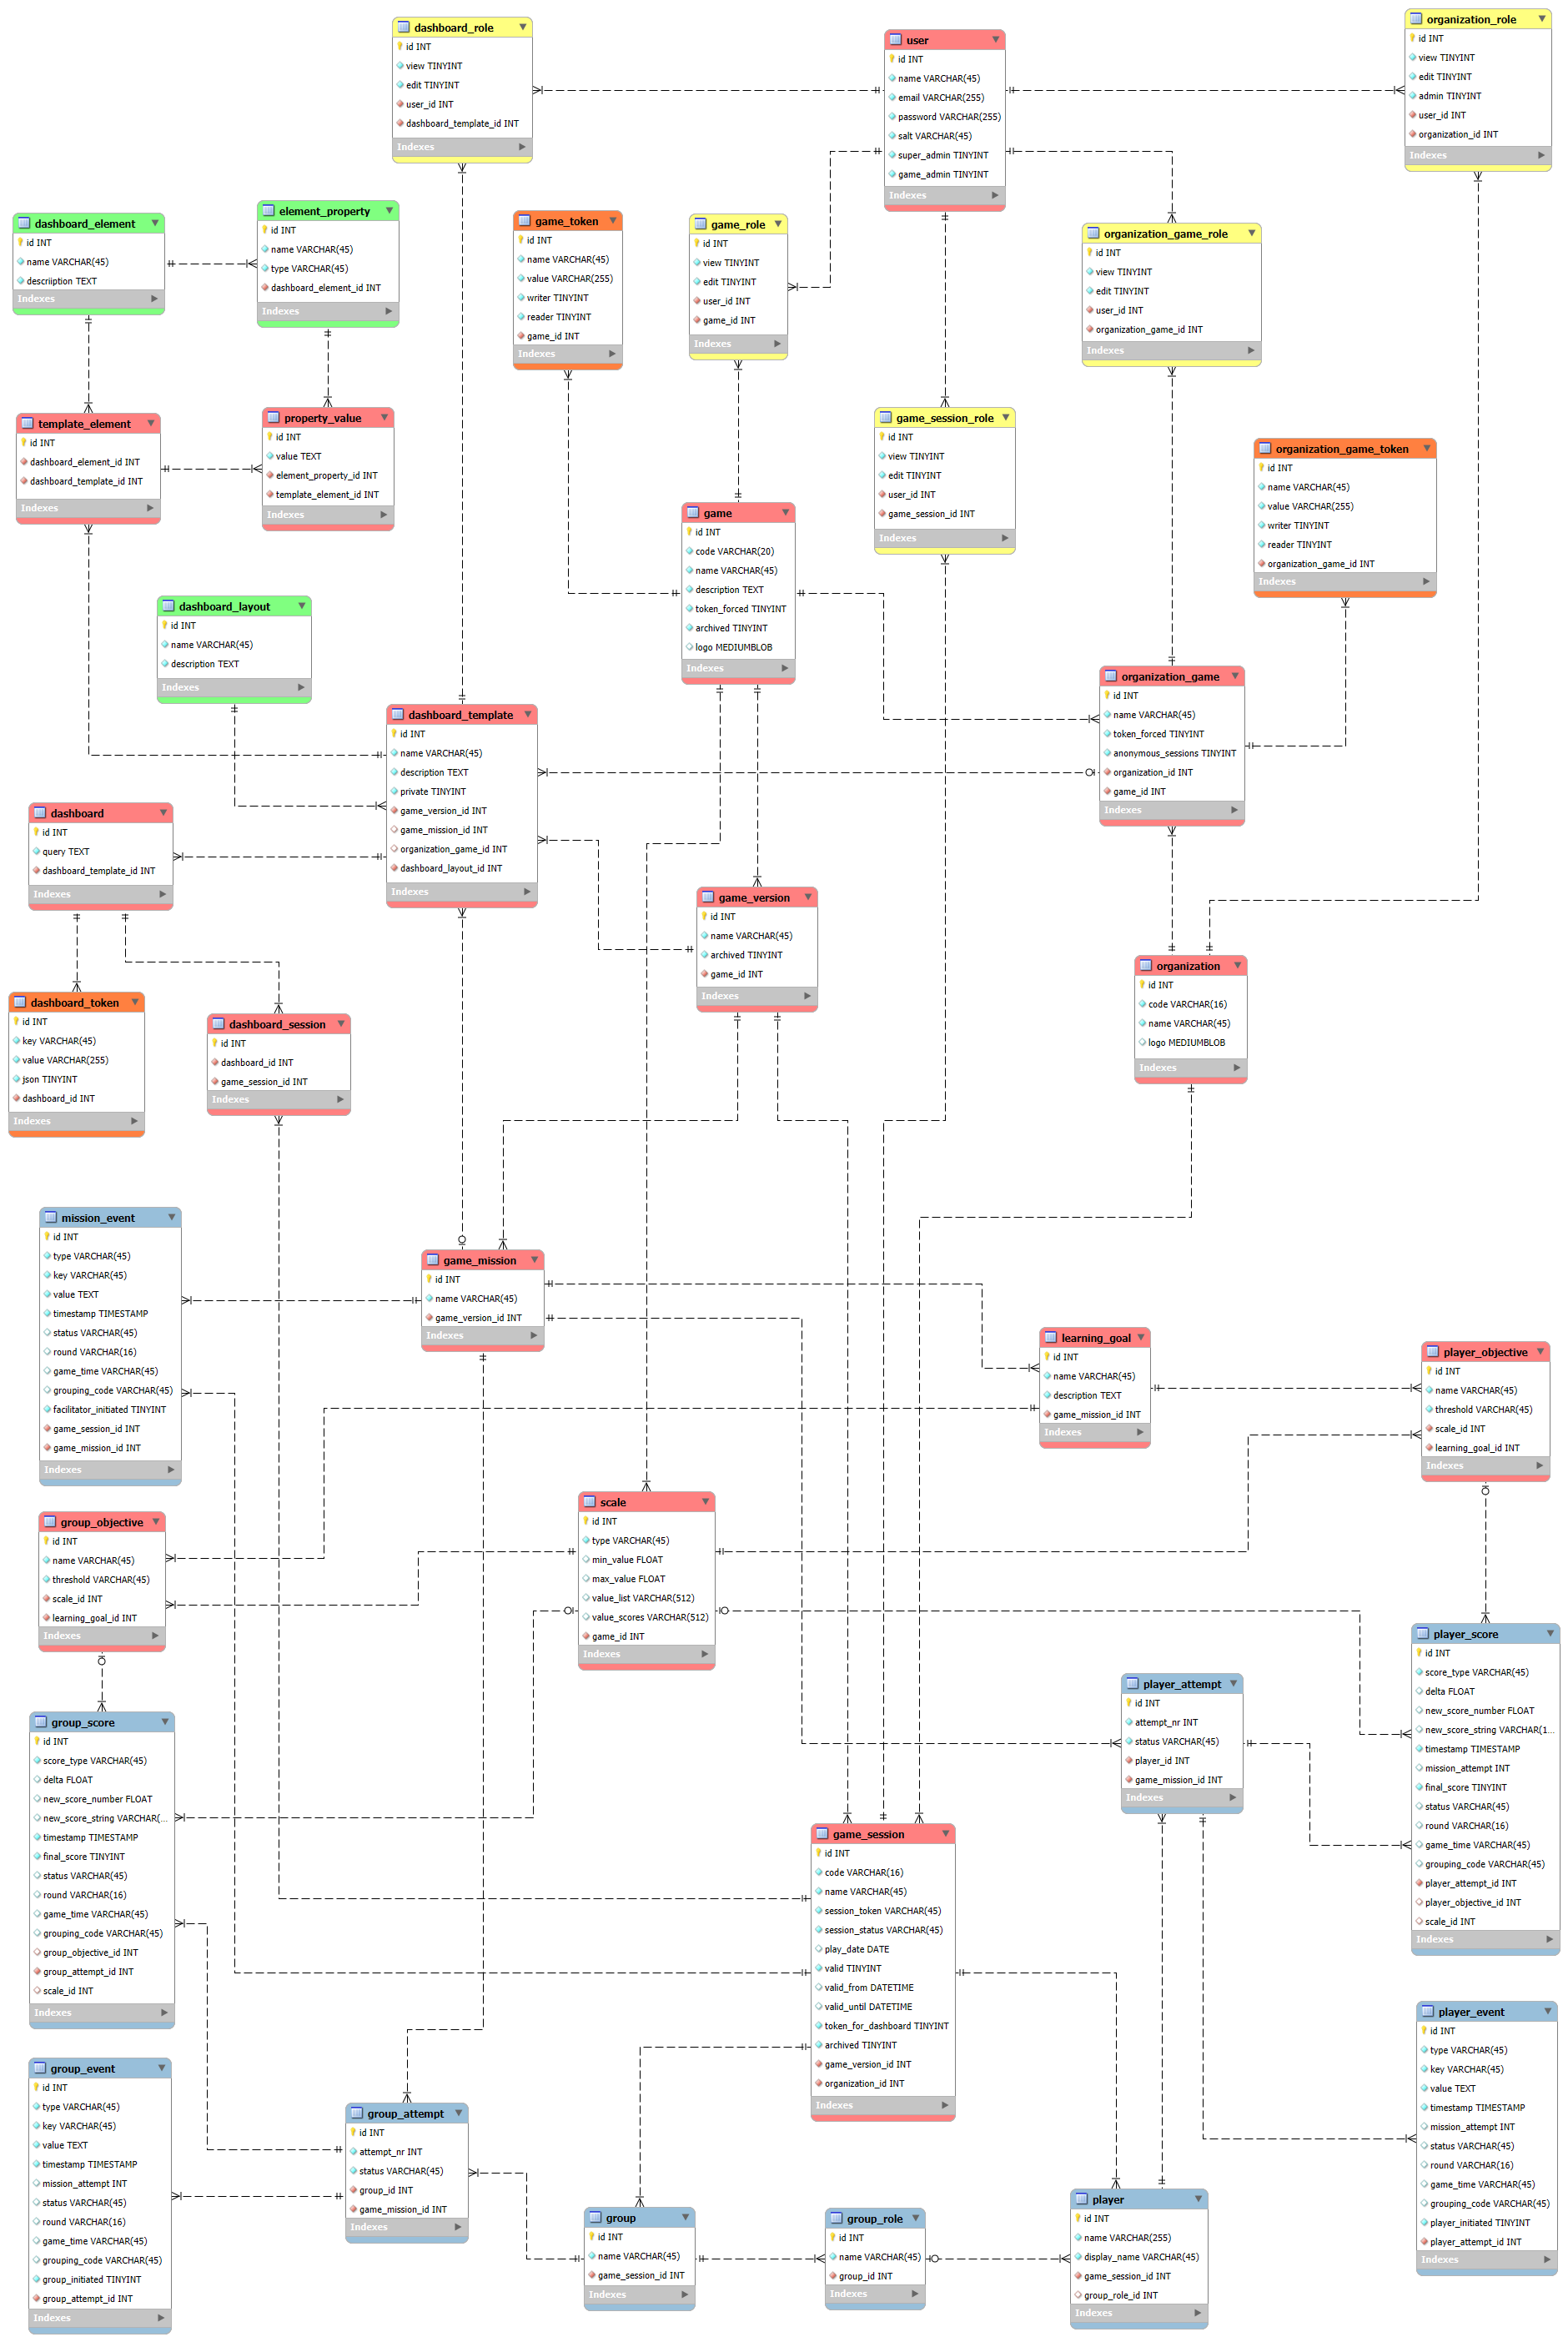 dashboard_role
id INT
view TINYINT
edit TINYINT
user_id INT
dashboard_template_id INT
Indexes
user
id INT
name VARCHAR(45)
email VARCHAR(255)
password VARCHAR(255)
salt VARCHAR(45)
super_admin TINYINT
game_admin TINYINT
Indexes
organization_role
id INT
view TINYINT
edit TINYINT
admin TINYINT
user_id INT
organization_id INT
Indexes
dashboard_element
id INT
name VARCHAR(45)
descriiption TEXT
Indexes
element_property
id INT
name VARCHAR(45)
type VARCHAR(45)
dashboard_element_id INT
Indexes
game_token
id INT
name VARCHAR(45)
value VARCHAR(255)
writer TINYINT
reader TINYINT
game_id INT
Indexes
game_role
id INT
view TINYINT
edit TINYINT
user_id INT
game_id INT
Indexes
organization_game_role
id INT
view TINYINT
edit TINYINT
user_id INT
organization_game_id INT
Indexes
template_element
id INT
dashboard_element_id INT
dashboard_template_id INT
Indexes
property_value
id INT
value TEXT
element_property_id INT
template_element_id INT
Indexes
game_session_role
id INT
view TINYINT
edit TINYINT
user_id INT
game_session_id INT
Indexes
organization_game_token
id INT
name VARCHAR(45)
value VARCHAR(255)
writer TINYINT
reader TINYINT
organization_game_id INT
Indexes
game
id INT
code VARCHAR(20)
name VARCHAR(45)
description TEXT
token_forced TINYINT
archived TINYINT
logo MEDIUMBLOB
Indexes
dashboard_layout
id INT
name VARCHAR(45)
description TEXT
Indexes
organization_game
id INT
name VARCHAR(45)
token_forced TINYINT
anonymous_sessions TINYINT
organization_id INT
game_id INT
Indexes
dashboard_template
id INT
name VARCHAR(45)
description TEXT
private TINYINT
game_version_id INT
game_mission_id INT
organization_game_id INT
dashboard_layout_id INT
Indexes
dashboard
id INT
query TEXT
dashboard_template_id INT
Indexes
game_version
id INT
name VARCHAR(45)
archived TINYINT
game_id INT
Indexes
organization
id INT
code VARCHAR(16)
name VARCHAR(45)
logo MEDIUMBLOB
Indexes
dashboard_token
id INT
key VARCHAR(45)
value VARCHAR(255)
json TINYINT
dashboard_id INT
Indexes
dashboard_session
id INT
dashboard_id INT
game_session_id INT
Indexes
mission_event
id INT
type VARCHAR(45)
key VARCHAR(45)
value TEXT
timestamp TIMESTAMP
status VARCHAR(45)
round VARCHAR(16)
game_time VARCHAR(45)
grouping_code VARCHAR(45)
facilitator_initiated TINYINT
game_session_id INT
game_mission_id INT
Indexes
game_mission
id INT
name VARCHAR(45)
game_version_id INT
Indexes
learning_goal
id INT
name VARCHAR(45)
description TEXT
game_mission_id INT
Indexes
player_objective
id INT
name VARCHAR(45)
threshold VARCHAR(45)
scale_id INT
learning_goal_id INT
Indexes
group_objective
id INT
name VARCHAR(45)
threshold VARCHAR(45)
scale_id INT
learning_goal_id INT
Indexes
scale
id INT
type VARCHAR(45)
min_value FLOAT
max_value FLOAT
value_list VARCHAR(512)
value_scores VARCHAR(512)
game_id INT
Indexes
player_score
id INT
score_type VARCHAR(45)
delta FLOAT
new_score_number FLOAT
new_score_string VARCHAR(1...
timestamp TIMESTAMP
mission_attempt INT
final_score TINYINT
status VARCHAR(45)
round VARCHAR(16)
game_time VARCHAR(45)
grouping_code VARCHAR(45)
player_attempt_id INT
player_objective_id INT
scale_id INT
Indexes
player_attempt
id INT
attempt_nr INT
status VARCHAR(45)
player_id INT
game_mission_id INT
Indexes
group_score
id INT
score_type VARCHAR(45)
delta FLOAT
new_score_number FLOAT
new_score_string VARCHAR(...
timestamp TIMESTAMP
final_score TINYINT
status VARCHAR(45)
round VARCHAR(16)
game_time VARCHAR(45)
grouping_code VARCHAR(45)
group_objective_id INT
group_attempt_id INT
scale_id INT
Indexes
game_session
id INT
code VARCHAR(16)
name VARCHAR(45)
session_token VARCHAR(45)
session_status VARCHAR(45)
play_date DATE
valid TINYINT
valid_from DATETIME
valid_until DATETIME
token_for_dashboard TINYINT
archived TINYINT
game_version_id INT
organization_id INT
Indexes
player_event
id INT
type VARCHAR(45)
key VARCHAR(45)
value TEXT
timestamp TIMESTAMP
mission_attempt INT
status VARCHAR(45)
round VARCHAR(16)
game_time VARCHAR(45)
grouping_code VARCHAR(45)
player_initiated TINYINT
player_attempt_id INT
Indexes
group_event
id INT
type VARCHAR(45)
key VARCHAR(45)
value TEXT
timestamp TIMESTAMP
mission_attempt INT
status VARCHAR(45)
round VARCHAR(16)
game_time VARCHAR(45)
grouping_code VARCHAR(45)
group_initiated TINYINT
group_attempt_id INT
Indexes
group_attempt
id INT
attempt_nr INT
status VARCHAR(45)
group_id INT
game_mission_id INT
Indexes
group
id INT
name VARCHAR(45)
game_session_id INT
Indexes
group_role
id INT
name VARCHAR(45)
group_id INT
Indexes
player
id INT
name VARCHAR(255)
display_name VARCHAR(45)
game_session_id INT
group_role_id INT
Indexes